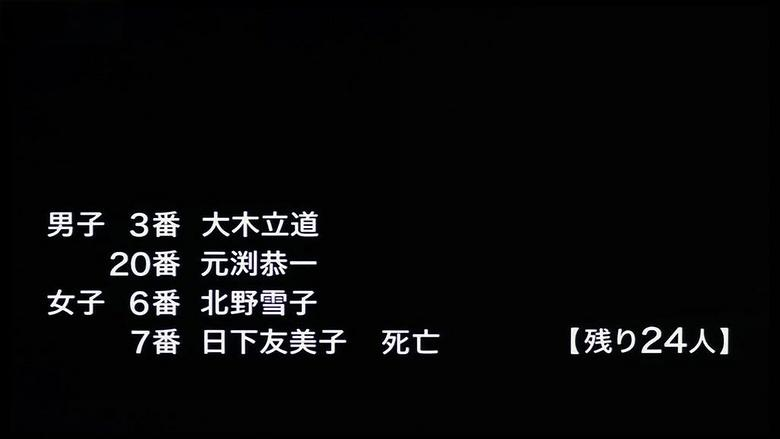 男子 3番 大木立道
20番 元渕恭一
女子 6番 北野雪子
7番 日下友美子 死亡 【残り24人】